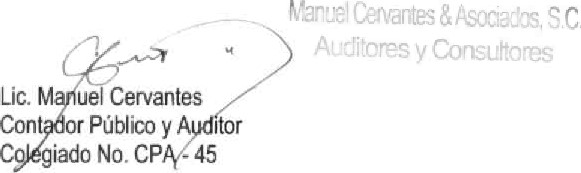 Manuel Cervantes & Asociados, S.C.
Auditores y Consultores
Lic. Manuel Cervantes
Contador Público y Auditor
Colegiado No. CPA - 45